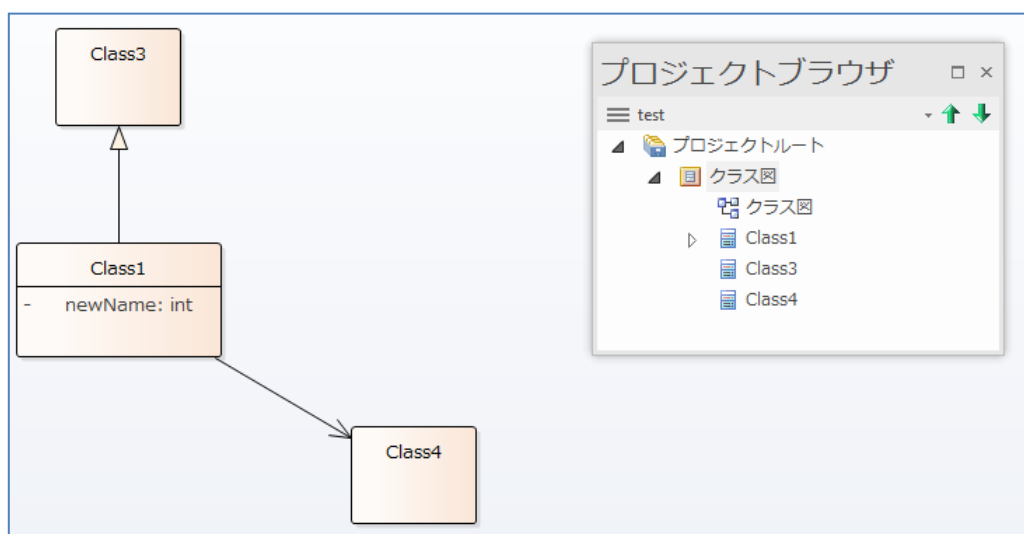 Class3
Class1
- newName: int
Class4
プロジェクトブラウザ
test
プロジェクトルート
クラス図
クラス図
Class1
Class3
Class4